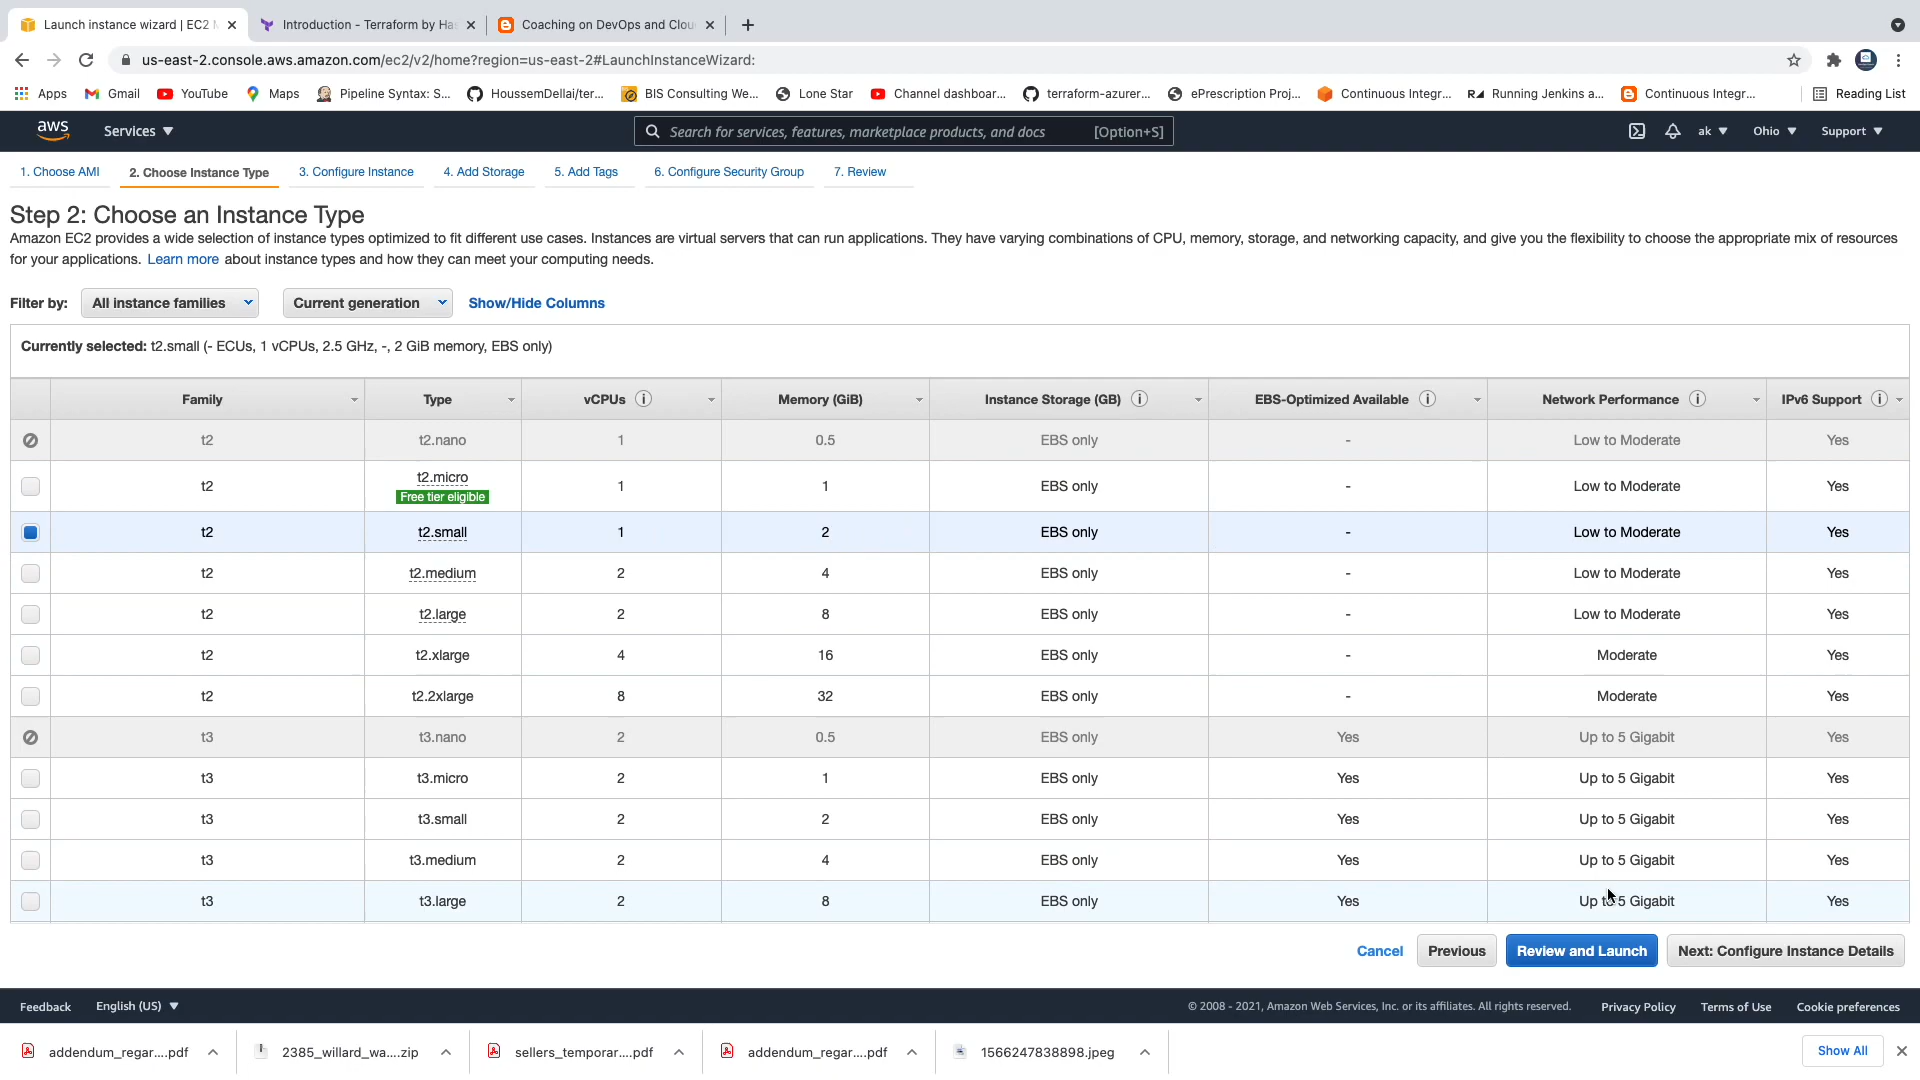 Launch instance wizard | EC2 M
Introduction - Terraform by Has
Coaching on DevOps and Clou
us-east-2.console.aws.amazon.com/ec2/v2/home?region=us-east-2#LaunchInstanceWizard:
Apps Gmail YouTube Maps Pipeline Syntax: S... HoussemDellai/ter... BIS Consulting We... Lone Star Channel dashboar... terraform-azurer... ePrescription Proj... Continuous Integr... Running Jenkins a... Continuous Integr... Reading List
aws Services Search for services, features, marketplace products, and docs [Option+S] ak Ohio Support
1. Choose AMI 2. Choose Instance Type 3. Configure Instance 4. Add Storage 5. Add Tags 6. Configure Security Group 7. Review
Step 2: Choose an Instance Type
Amazon EC2 provides a wide selection of instance types optimized to fit different use cases. Instances are virtual servers that can run applications. They have varying combinations of CPU, memory, storage, and networking capacity, and give you the flexibility to choose the appropriate mix of resources
for your applications. Learn more about instance types and how they can meet your computing needs.
Filter by: All instance families Current generation Show/Hide Columns
Currently selected: t2.small (- ECUs, 1 vCPUs, 2.5 GHz, -, 2 GiB memory, EBS only)
Family Type vCPUs Memory (GiB) Instance Storage (GB) EBS-Optimized Available Network Performance IPv6 Support
t2 t2.nano 1 0.5 EBS only - Low to Moderate Yes
t2 t2.micro 1 1 EBS only - Low to Moderate Yes
Free tier eligible
t2 t2.small 1 2 EBS only - Low to Moderate Yes
t2 t2.medium 2 4 EBS only - Low to Moderate Yes
t2 t2.large 2 8 EBS only - Low to Moderate Yes
t2 t2.xlarge 4 16 EBS only - Moderate Yes
t2 t2.2xlarge 8 32 EBS only - Moderate Yes
t3 t3.nano 2 0.5 EBS only Yes Up to 5 Gigabit Yes
t3 t3.micro 2 1 EBS only Yes Up to 5 Gigabit Yes
t3 t3.small 2 2 EBS only Yes Up to 5 Gigabit Yes
t3 t3.medium 2 4 EBS only Yes Up to 5 Gigabit Yes
t3 t3.large 2 8 EBS only Yes Up to 5 Gigabit Yes
Cancel Previous Review and Launch Next: Configure Instance Details
Feedback English (US) © 2008 - 2021, Amazon Web Services, Inc. or its affiliates. All rights reserved. Privacy Policy Terms of Use Cookie preferences
addendum_regar....pdf 2385_willard_wa....zip sellers_temporar....pdf addendum_regar....pdf 1566247838898.jpeg Show All